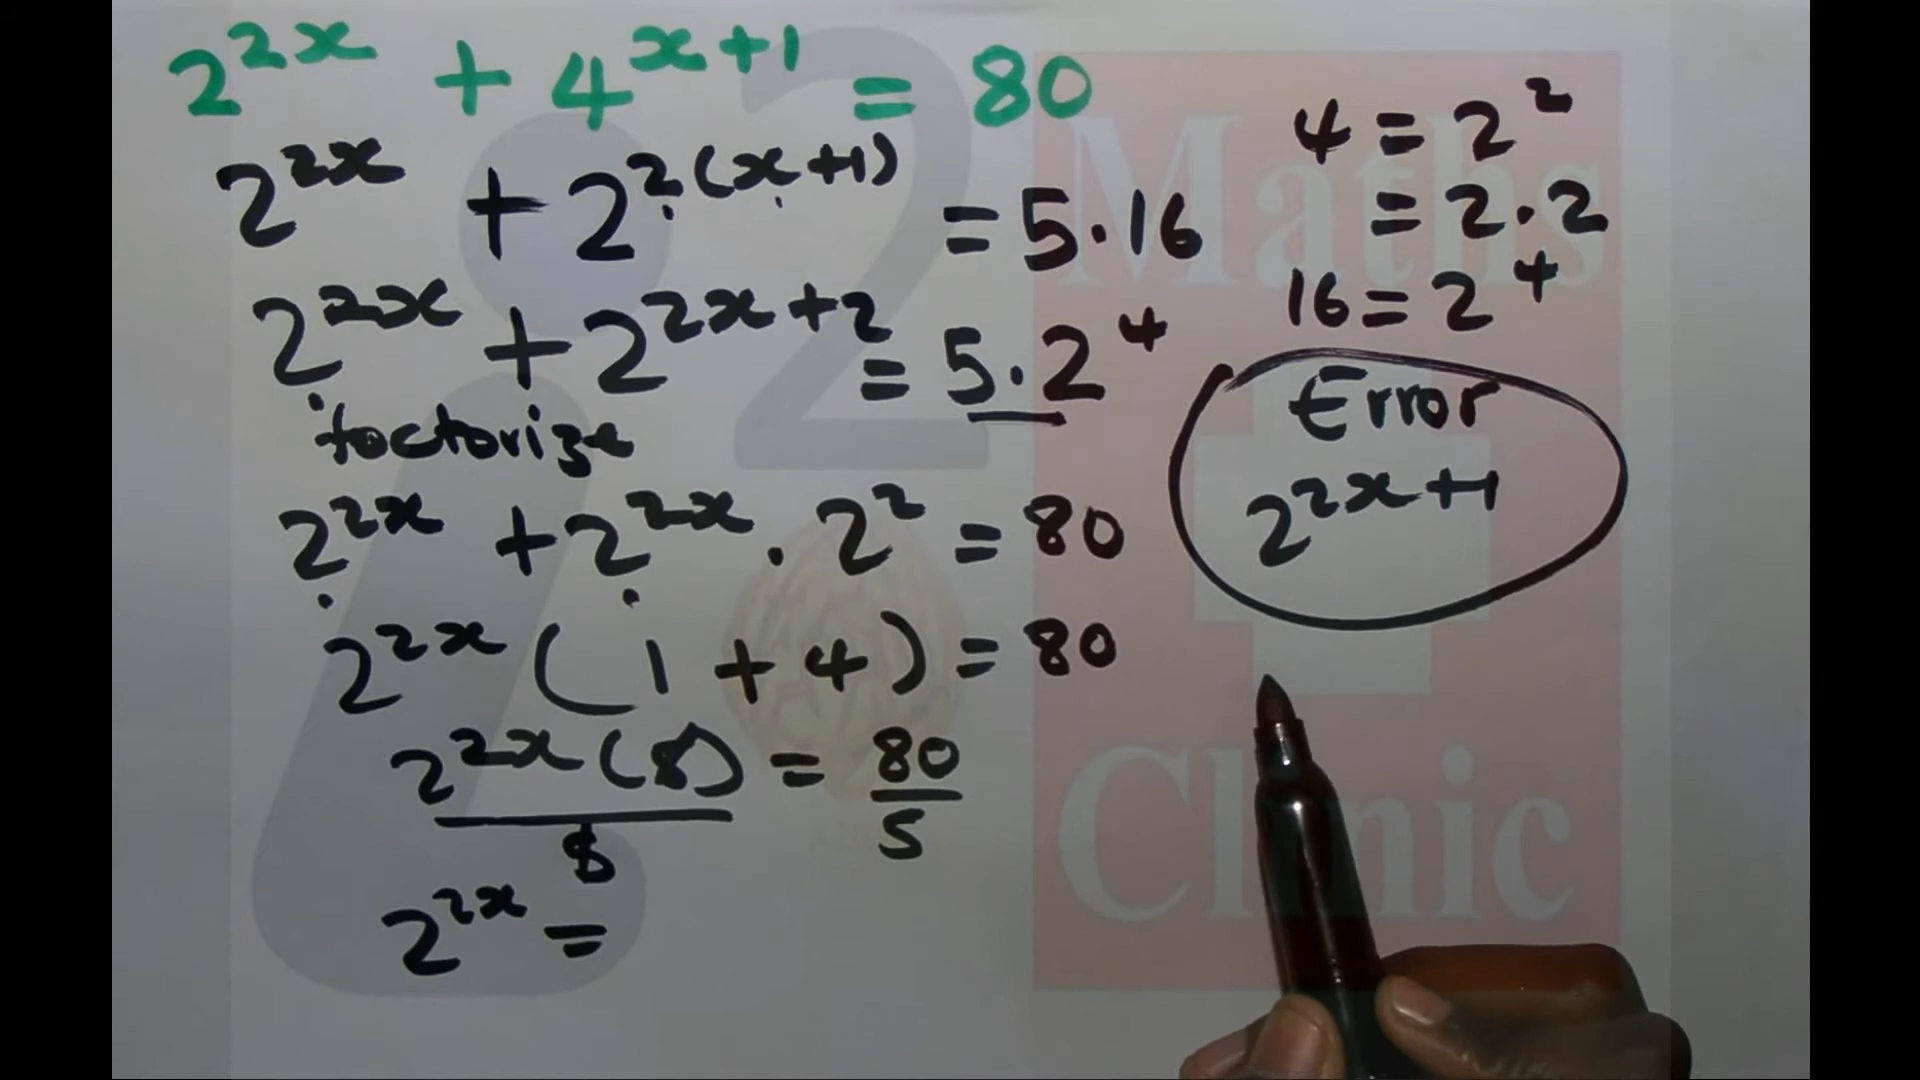 2^{2x} + 4^{x+1} = 80
2^{2x} + 2^{2(x+1)} = 5·16
2^{2x} + 2^{2x+2} = 5·2^4
factorize
2^{2x} + 2^{2x} · 2^2 = 80
2^{2x} (1 + 4) = 80
2^{2x} (5) = 80
5 5
2^{2x} =
4 = 2^2
= 2·2
16 = 2^4
Error
2^{2x+1}
2
Maths
Clinic